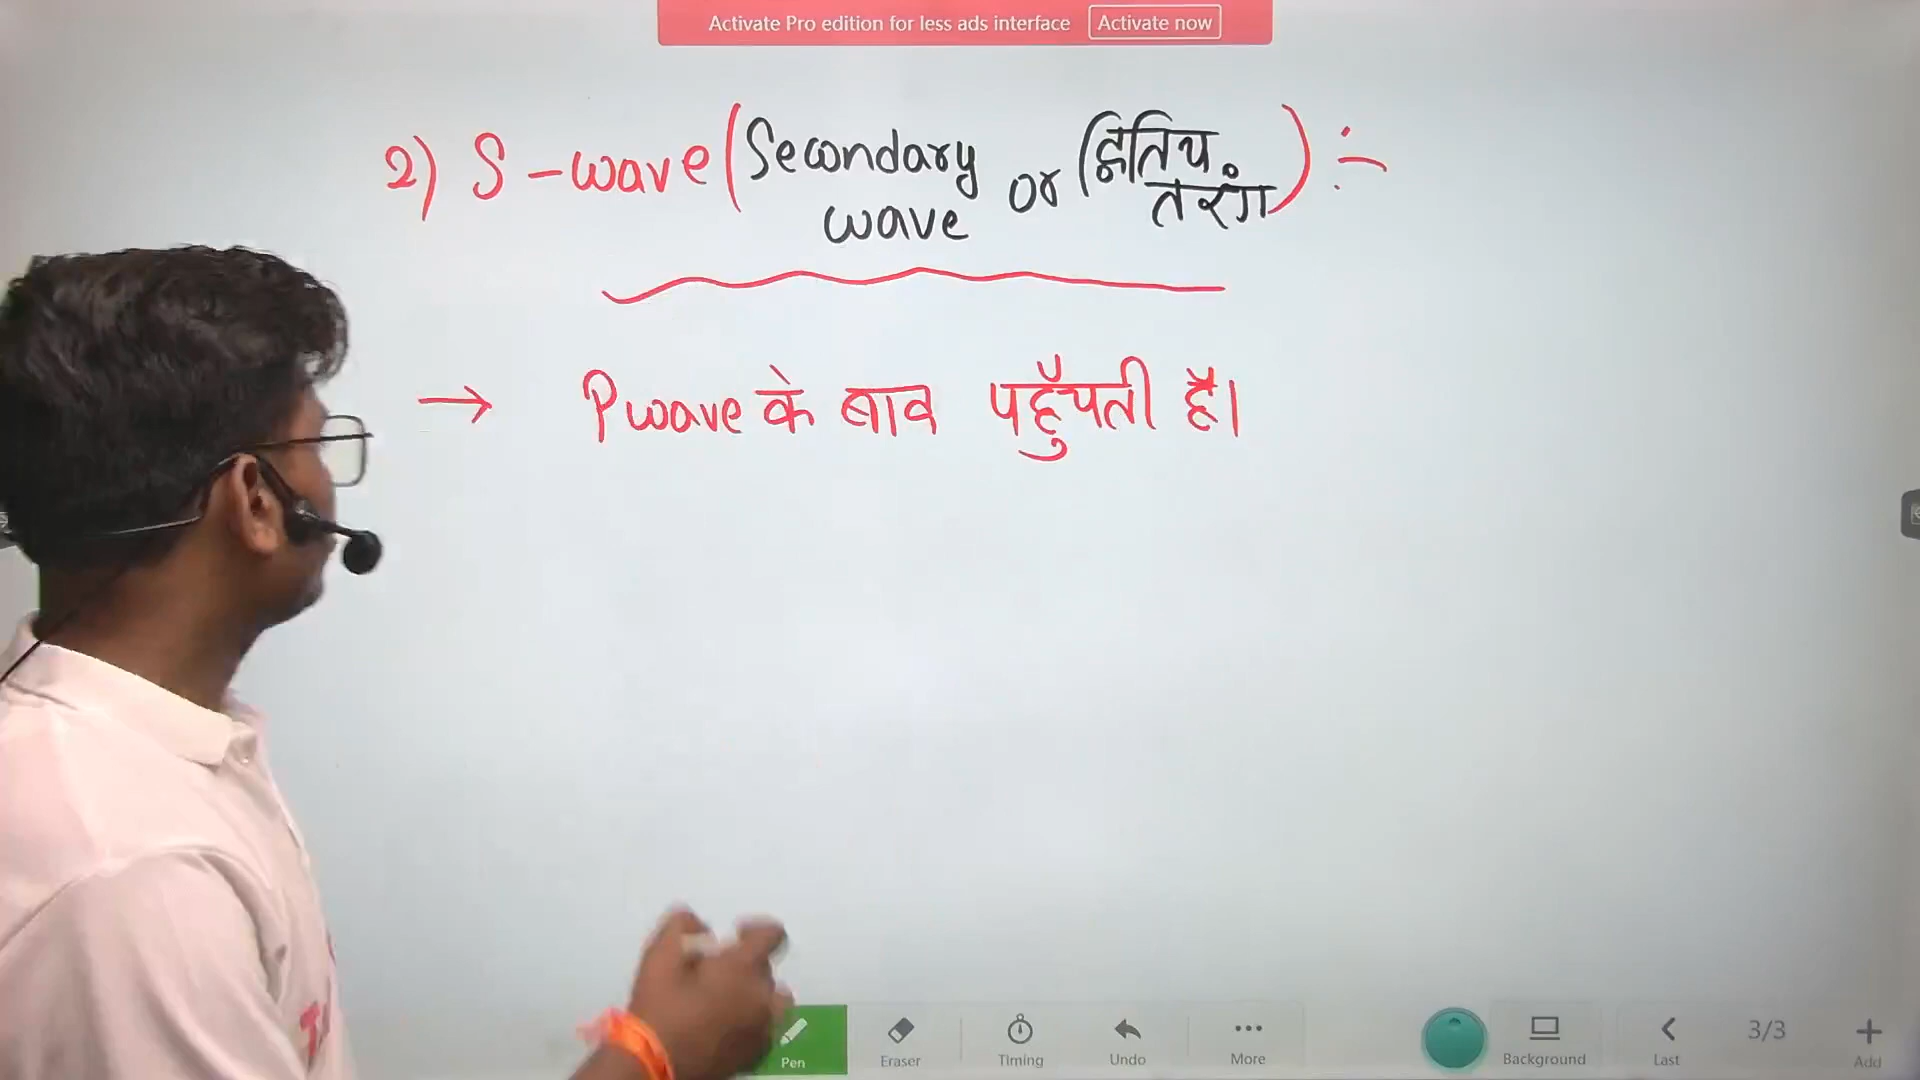 Activate Pro edition for less ads interface Activate now
2) S-wave (Secondary wave or द्वितिय तरंग) :-
P wave के बाद पहुँचती है।
Pen Eraser Timing Undo More Background Last 3/3 Add